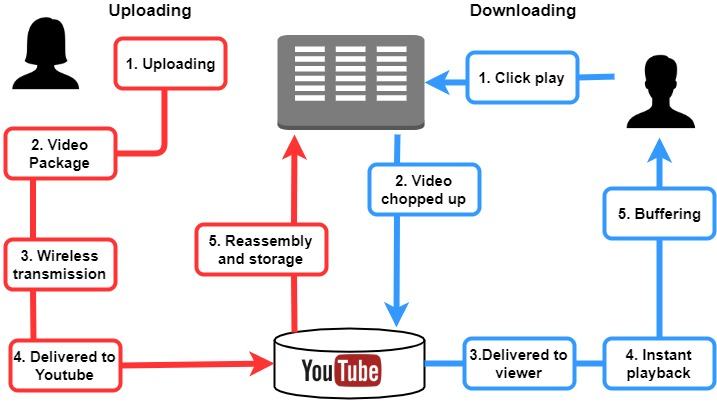 Uploading
Downloading
1. Uploading
2. Video
Package
3. Wireless
transmission
4. Delivered to
Youtube
5. Reassembly
and storage
YouTube
1. Click play
2. Video
chopped up
3.Delivered to
viewer
4. Instant
playback
5. Buffering